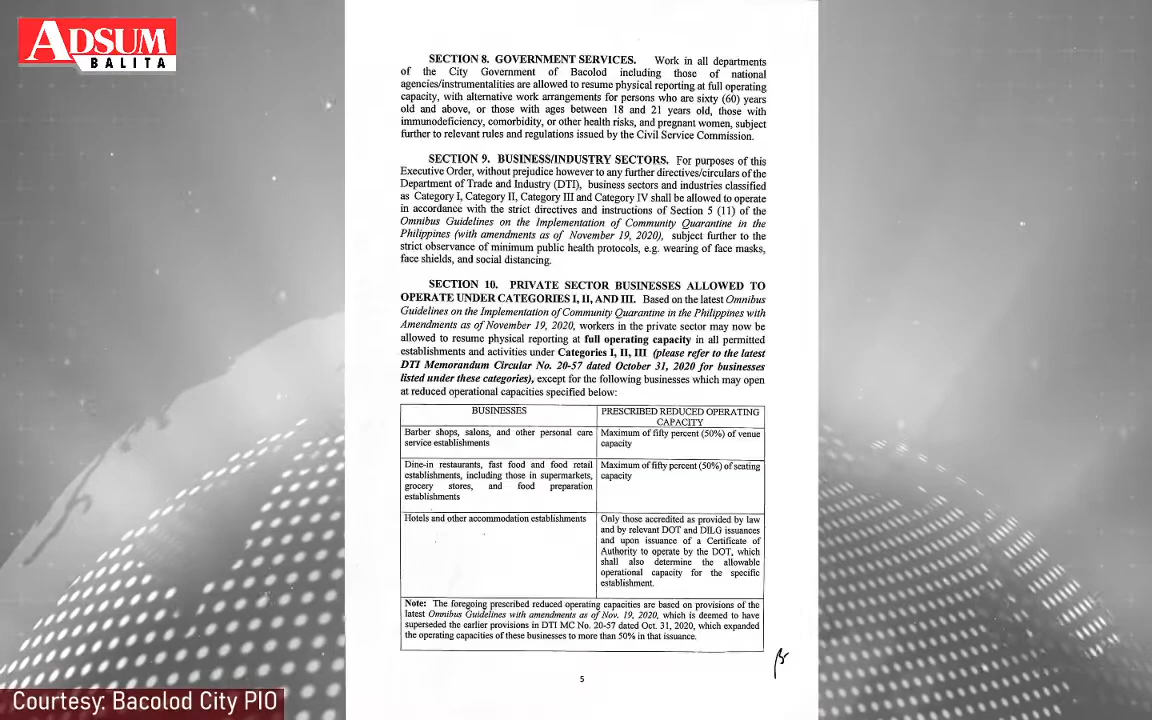 ADSUM
BALITA
SECTION 8. GOVERNMENT SERVICES. Work in all departments
of the City Government of Bacolod including those of national
agencies/instrumentalities are allowed to resume physical reporting at full operating
capacity, with alternative work arrangements for persons who are sixty (60) years
old and above, or those with ages between 18 and 21 years old, those with
immunodeficiency, comorbidity, or other health risks, and pregnant women, subject
further to relevant rules and regulations issued by the Civil Service Commission.
SECTION 9. BUSINESS/INDUSTRY SECTORS. For purposes of this
Executive Order, without prejudice however to any further directives/circulars of the
Department of Trade and Industry (DTI), business sectors and industries classified
as Category I, Category II, Category III and Category IV shall be allowed to operate
in accordance with the strict directives and instructions of Section 5 (11) of the
Omnibus Guidelines on the Implementation of Community Quarantine in the
Philippines (with amendments as of November 19, 2020), subject further to the
strict observance of minimum public health protocols, e.g. wearing of face masks,
face shields, and social distancing.
SECTION 10. PRIVATE SECTOR BUSINESSES ALLOWED TO
OPERATE UNDER CATEGORIES I, II, AND III. Based on the latest Omnibus
Guidelines on the Implementation of Community Quarantine in the Philippines with
Amendments as of November 19, 2020, workers in the private sector may now be
allowed to resume physical reporting at full operating capacity in all permitted
establishments and activities under Categories I, II, III (please refer to the latest
DTI Memorandum Circular No. 20-57 dated October 31, 2020 for businesses
listed under these categories), except for the following businesses which may open
at reduced operational capacities specified below:
BUSINESSES
PRESCRIBED REDUCED OPERATING
CAPACITY
Barber shops, salons, and other personal care
service establishments
Maximum of fifty percent (50%) of venue
capacity
Dine-in restaurants, fast food and food retail
establishments, including those in supermarkets,
grocery stores, and food preparation
establishments
Maximum of fifty percent (50%) of seating
capacity
Hotels and other accommodation establishments
Only those accredited as provided by law
and by relevant DOT and DILG issuances
and upon issuance of a Certificate of
Authority to operate by the DOT, which
shall also determine the allowable
operational capacity for the specific
establishment.
Note: The foregoing prescribed reduced operating capacities are based on provisions of the
latest Omnibus Guidelines with amendments as of Nov. 19, 2020, which is deemed to have
superseded the earlier provisions in DTI MC No. 20-57 dated Oct. 31, 2020, which expanded
the operating capacities of these businesses to more than 50% in that issuance.
5
Courtesy: Bacolod City PIO